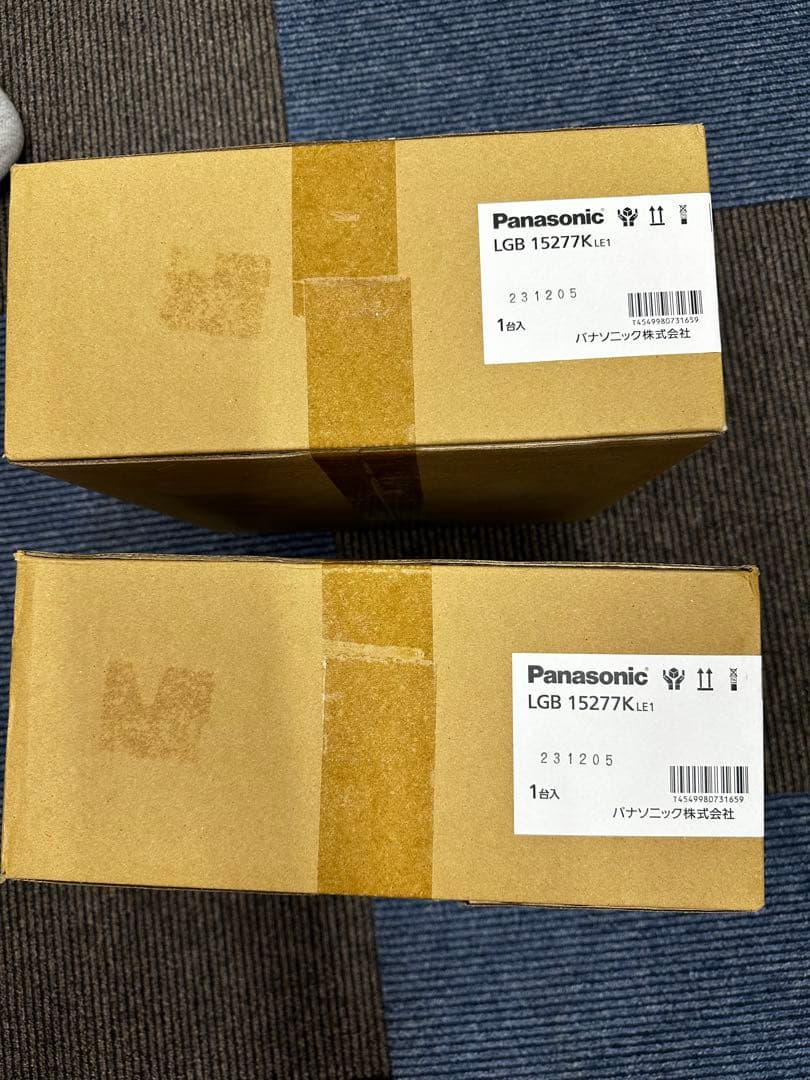 Panasonic
LGB 15277K LE1
231205
T4549980731659
1台入
パナソニック株式会社
M
Panasonic
LGB 15277K LE1
231205
T4549980731659
1台入
パナソニック株式会社
M